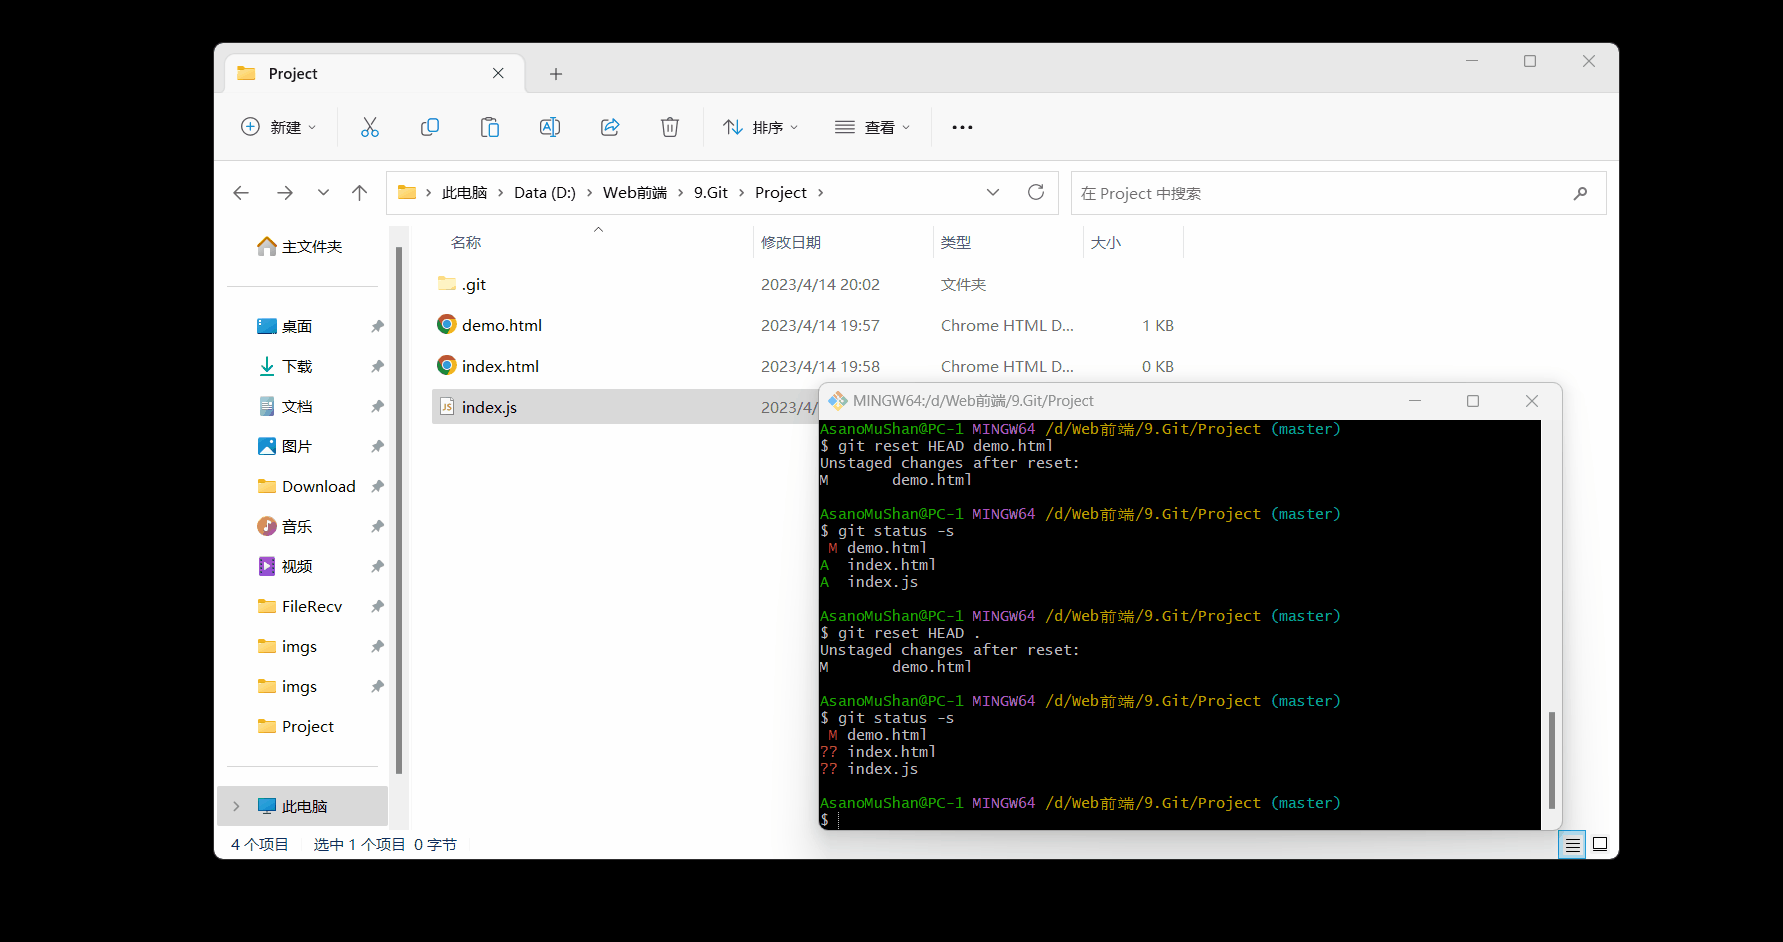 Project
新建
排序
查看
此电脑 Data (D:) Web前端 9.Git Project
在 Project 中搜索
主文件夹
桌面
下载
文档
图片
Download
音乐
视频
FileRecv
imgs
imgs
Project
此电脑
名称 修改日期 类型 大小
.git 2023/4/14 20:02 文件夹
demo.html 2023/4/14 19:57 Chrome HTML D... 1 KB
index.html 2023/4/14 19:58 Chrome HTML D... 0 KB
JS index.js 2023/4/
MINGW64:/d/Web前端/9.Git/Project
AsanoMuShan@PC-1 MINGW64 /d/Web前端/9.Git/Project (master)
$ git reset HEAD demo.html
Unstaged changes after reset:
M       demo.html
AsanoMuShan@PC-1 MINGW64 /d/Web前端/9.Git/Project (master)
$ git status -s
 M demo.html
A  index.html
A  index.js
AsanoMuShan@PC-1 MINGW64 /d/Web前端/9.Git/Project (master)
$ git reset HEAD .
Unstaged changes after reset:
M       demo.html
AsanoMuShan@PC-1 MINGW64 /d/Web前端/9.Git/Project (master)
$ git status -s
 M demo.html
?? index.html
?? index.js
AsanoMuShan@PC-1 MINGW64 /d/Web前端/9.Git/Project (master)
$
4 个项目 选中 1 个项目 0 字节